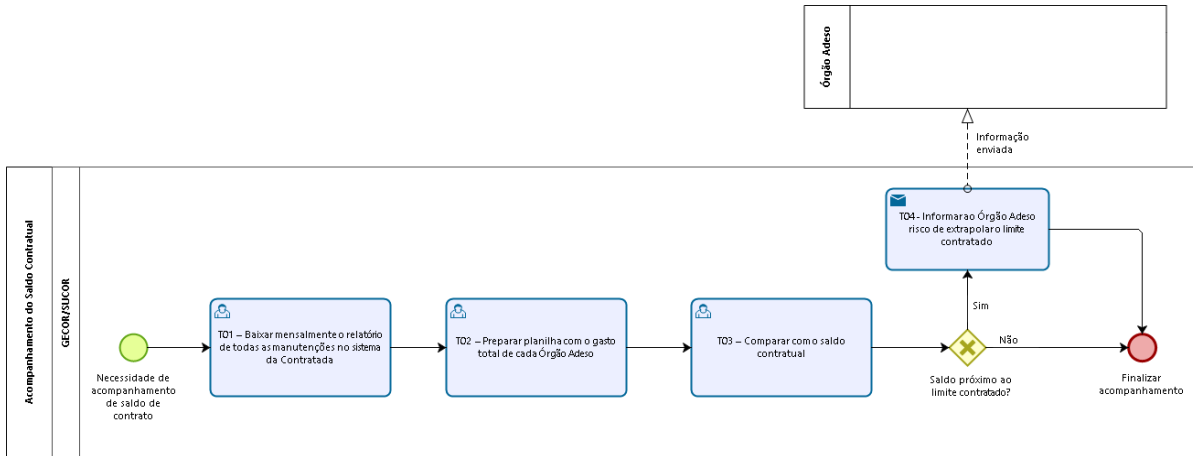 Órgão Adeso
Informação
enviada
Acompanhamento do Saldo Contratual
GECOR/SUCOR
Necessidade de
acompanhamento
de saldo de
contrato
T01 – Baixar mensalmente o relatório
de todas as manutenções no sistema
da Contratada
T02 – Preparar planilha com o gasto
total de cada Órgão Adeso
T03 – Comparar com o saldo
contratual
T04 - Informar ao Órgão Adeso
risco de extrapolar o limite
contratado
Sim
Não
Saldo próximo ao
limite contratado?
Finalizar
acompanhamento